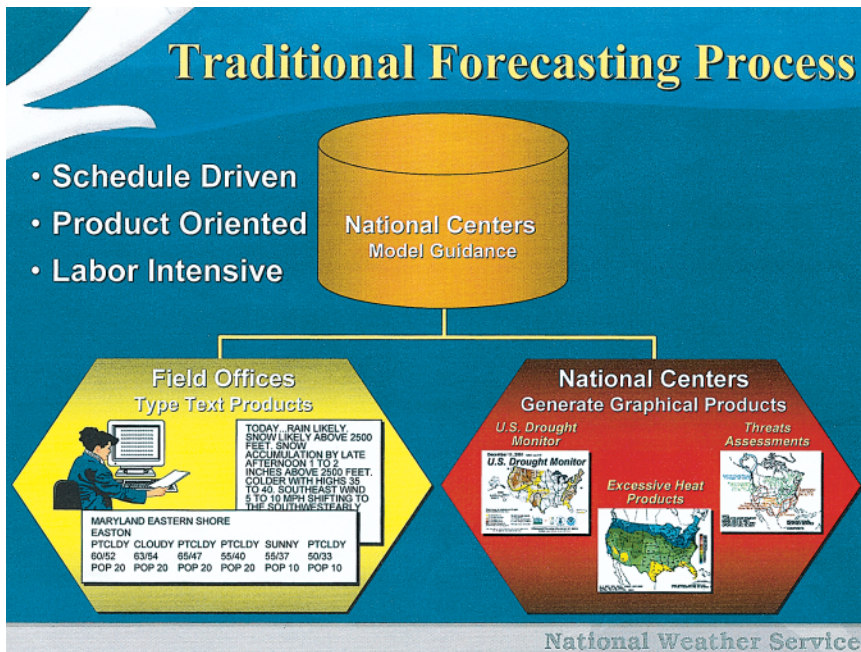 Traditional Forecasting Process
• Schedule Driven
• Product Oriented
• Labor Intensive
National Centers
Model Guidance
Field Offices
Type Text Products
TODAY...RAIN LIKELY.
SNOW LIKELY ABOVE 2500
FEET. SNOW
ACCUMULATION BY LATE
AFTERNOON 1 TO 2
INCHES ABOVE 2500 FEET.
COLDER WITH HIGHS 35
TO 40. SOUTHEAST WIND
5 TO 10 MPH SHIFTING TO
THE SOUTHWESTEARLY
MARYLAND EASTERN SHORE
EASTON
PTCLDY CLOUDY PTCLDY PTCLDY SUNNY PTCLDY
60/52 63/54 65/47 55/40 55/37 50/33
POP 20 POP 20 POP 20 POP 20 POP 10 POP 10
National Centers
Generate Graphical Products
U.S. Drought
Monitor
U.S. Drought Monitor
Threats
Assessments
Excessive Heat
Products
National Weather Service